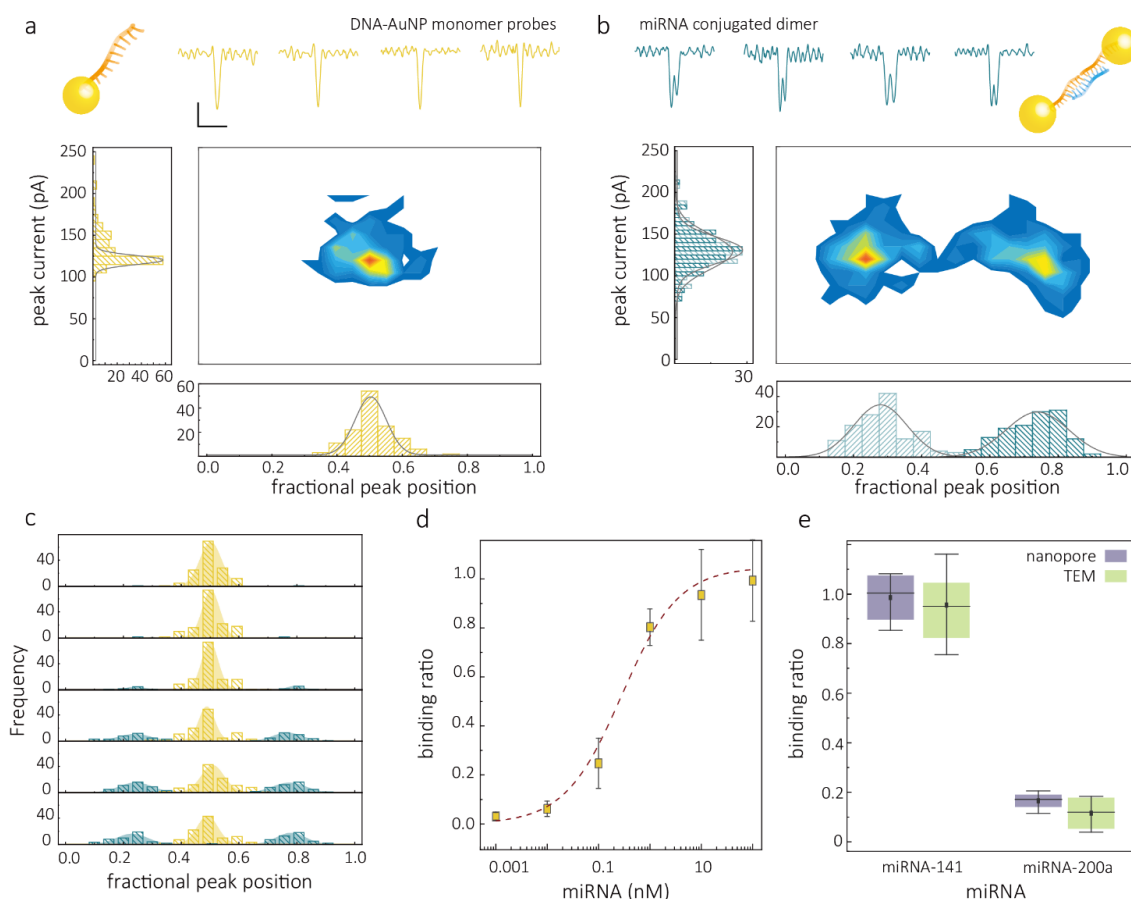 a
DNA-AuNP monomer probes
b
miRNA conjugated dimer
peak current (pA)
250
200
150
100
50
0
20 40 60
60
40
20
0.0 0.2 0.4 0.6 0.8 1.0
fractional peak position
peak current (pA)
250
200
150
100
50
0
30
40
20
0.0 0.2 0.4 0.6 0.8 1.0
fractional peak position
c
Frequency
40
0
40
0
40
0
40
0
40
0
40
0
0.0 0.2 0.4 0.6 0.8 1.0
fractional peak position
d
binding ratio
1.0
0.8
0.6
0.4
0.2
0.0
0.001 0.01 0.1 1 10
miRNA (nM)
e
nanopore
TEM
binding ratio
1.0
0.8
0.6
0.4
0.2
0
miRNA-141 miRNA-200a
miRNA